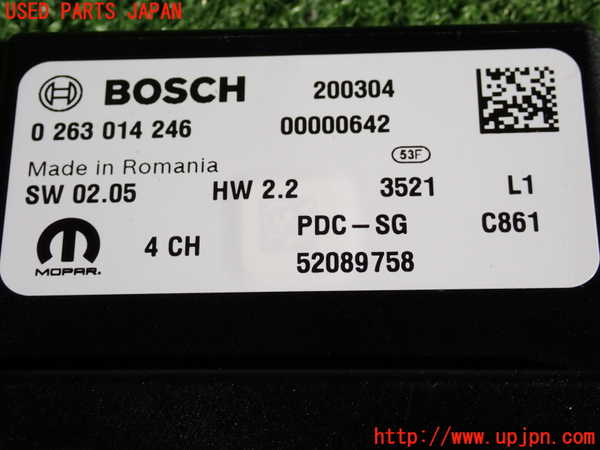 USED PARTS JAPAN
BOSCH 200304
0 263 014 246 00000642
Made in Romania 53F
SW 02.05 HW 2.2 3521 L1
MOPAR. 4 CH PDC-SG C861
52089758
http://www.upjpn.com/